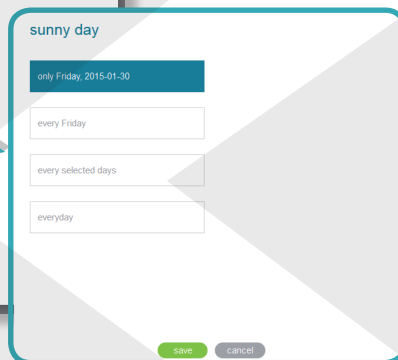 sunny day
only Friday, 2015-01-30
every Friday
every selected days
everyday
save cancel